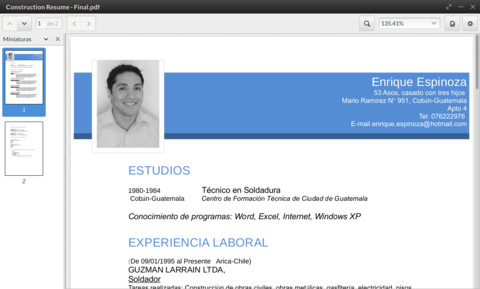 Construction Resume - Final.pdf
1 de 2
135,41%
Miniaturas
1
2
Enrique Espinoza
53 Años, casado con tres hijos.
Mario Ramirez N° 951, Cobán-Guatemala
Apto 4
Tel: 076222976
E-mail enrique.espinoza@hotmail.com
ESTUDIOS
1980-1984 Técnico en Soldadura
Cobán-Guatemala Centro de Formación Técnica de Ciudad de Guatemala
Conocimiento de programas: Word, Excel, Internet, Windows XP
EXPERIENCIA LABORAL
(De 09/01/1995 al Presente Arica-Chile)
GUZMAN LARRAIN LTDA,
Soldador
Tareas realizadas: Construcción de obras civiles, obras metálicas, gasfitería, electricidad, pisos